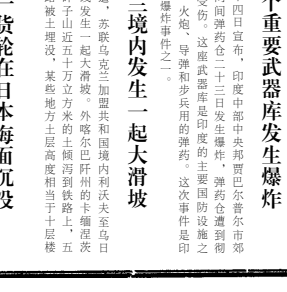 个重要武器库发生爆炸
四日宣布，印度中部中央邦贾巴尔普尔市郊
间弹药仓二十三日发生爆炸，弹药仓遭到彻
受伤。这座武器库是印度的主要国防设施之
火炮、导弹和步兵用的弹药。这次事件是印
爆炸事件之一。
境内发生一起大滑坡
，苏联乌克兰加盟共和国境内利沃夫至乌日
发生一起大滑坡。外喀尔巴阡州的卡缅涅茨
子山近五十万立方米的土倾泻到铁路上，五
被土埋没，某些地方土层高度相当于十层楼
货轮在日本海面沉没